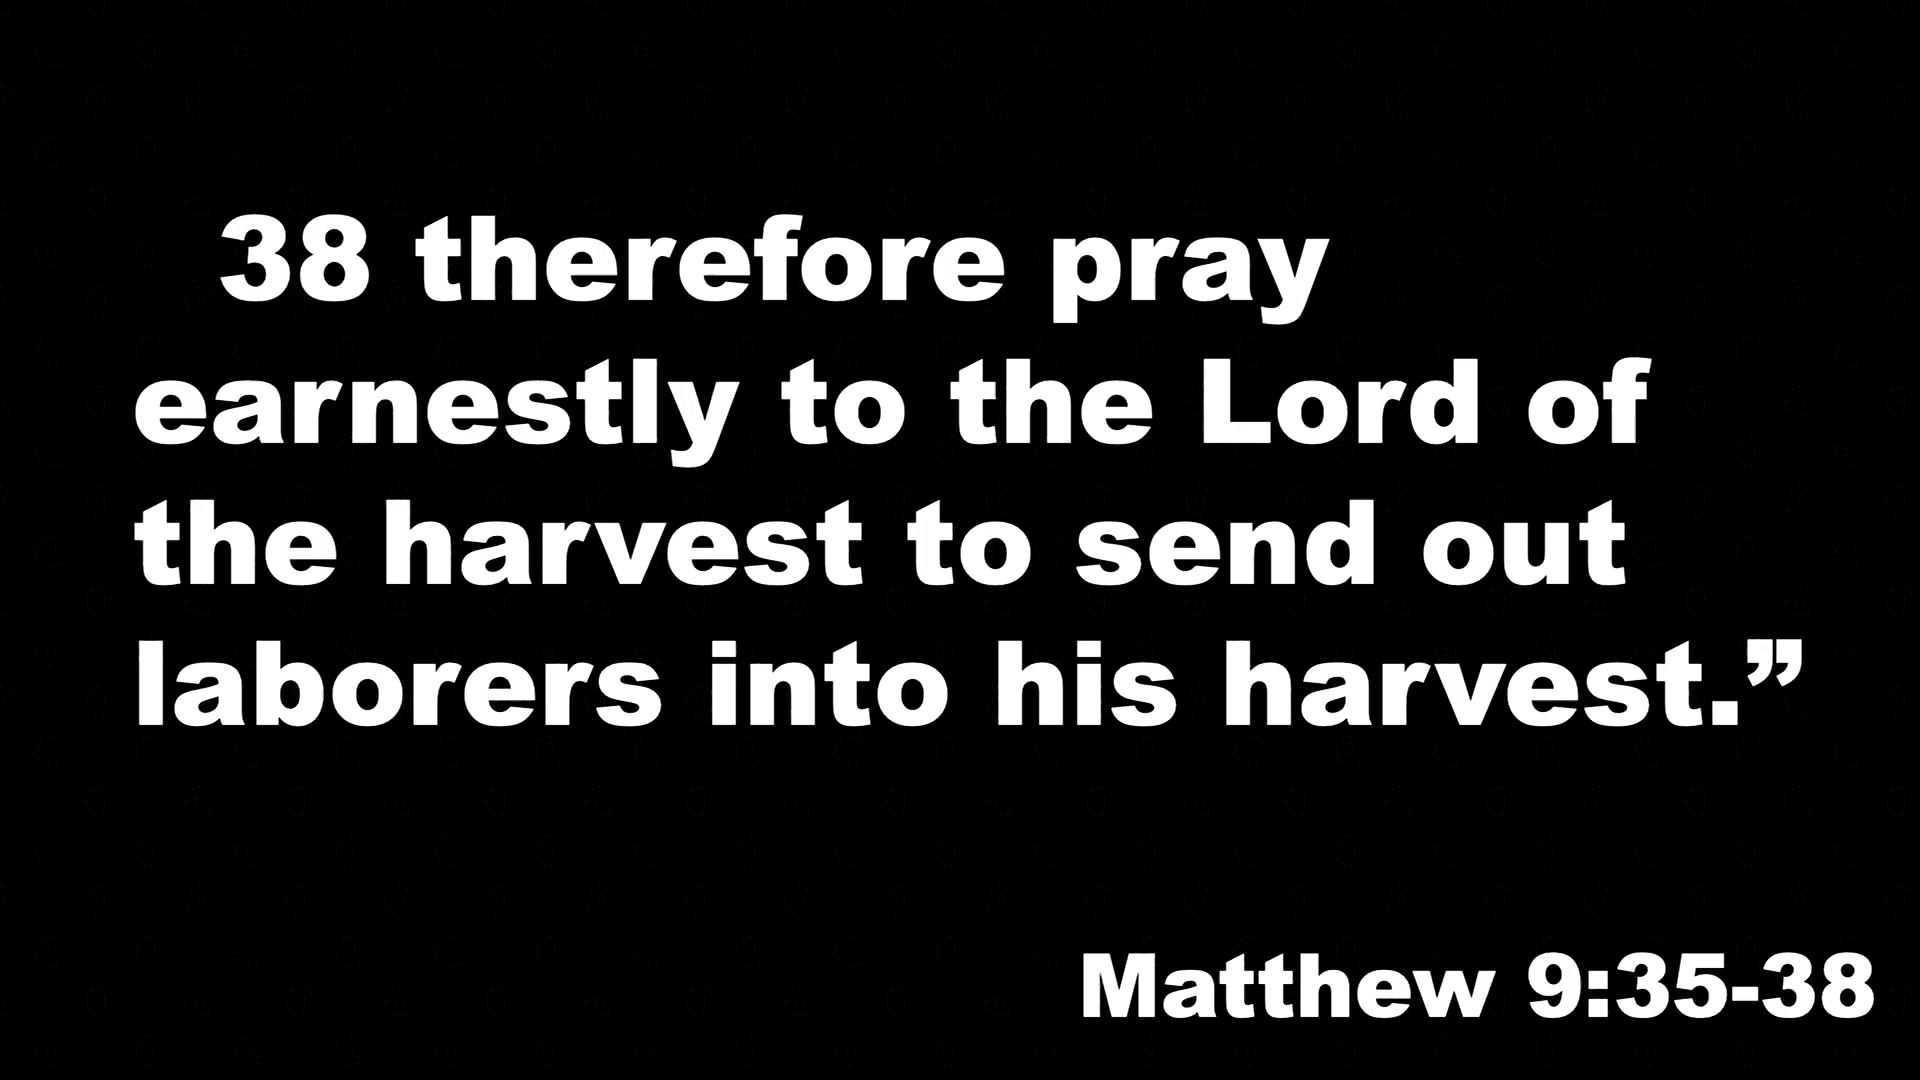 38 therefore pray
earnestly to the Lord of
the harvest to send out
laborers into his harvest.”
Matthew 9:35-38